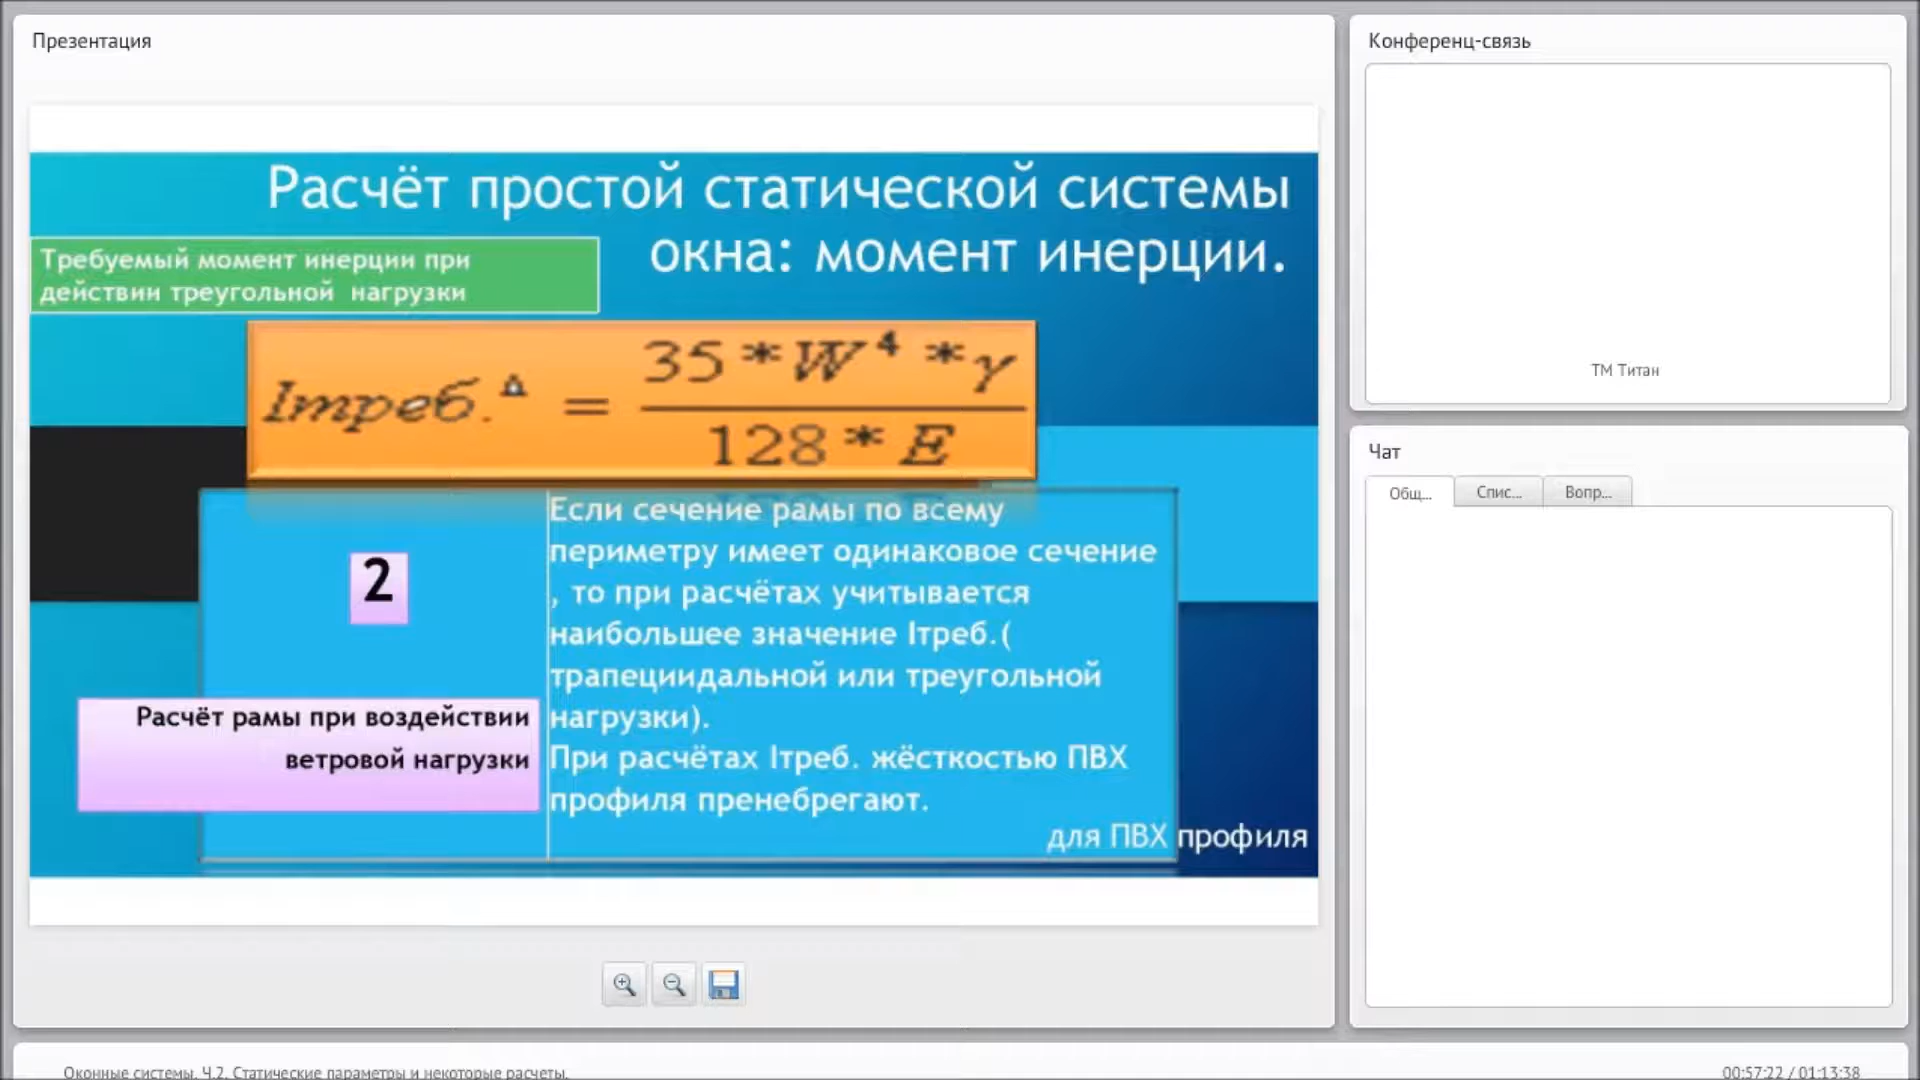 Презентация
Расчёт простой статической системы
окна: момент инерции.
Требуемый момент инерции при
действии треугольной нагрузки
Iтреб.Δ = 35 * W⁴ * γ / 128 * E
2
Расчёт рамы при воздействии
ветровой нагрузки
Если сечение рамы по всему
периметру имеет одинаковое сечение
, то при расчётах учитывается
наибольшее значение Iтреб.(
трапециидальной или треугольной
нагрузки).
При расчётах Iтреб. жёсткостью ПВХ
профиля пренебрегают.
для ПВХ профиля
Конференц-связь
ТМ Титан
Чат
Общ...
Спис...
Вопр...
Оконные системы. Ч.2. Статические параметры и некоторые расчеты.
00:57:22 / 01:13:38